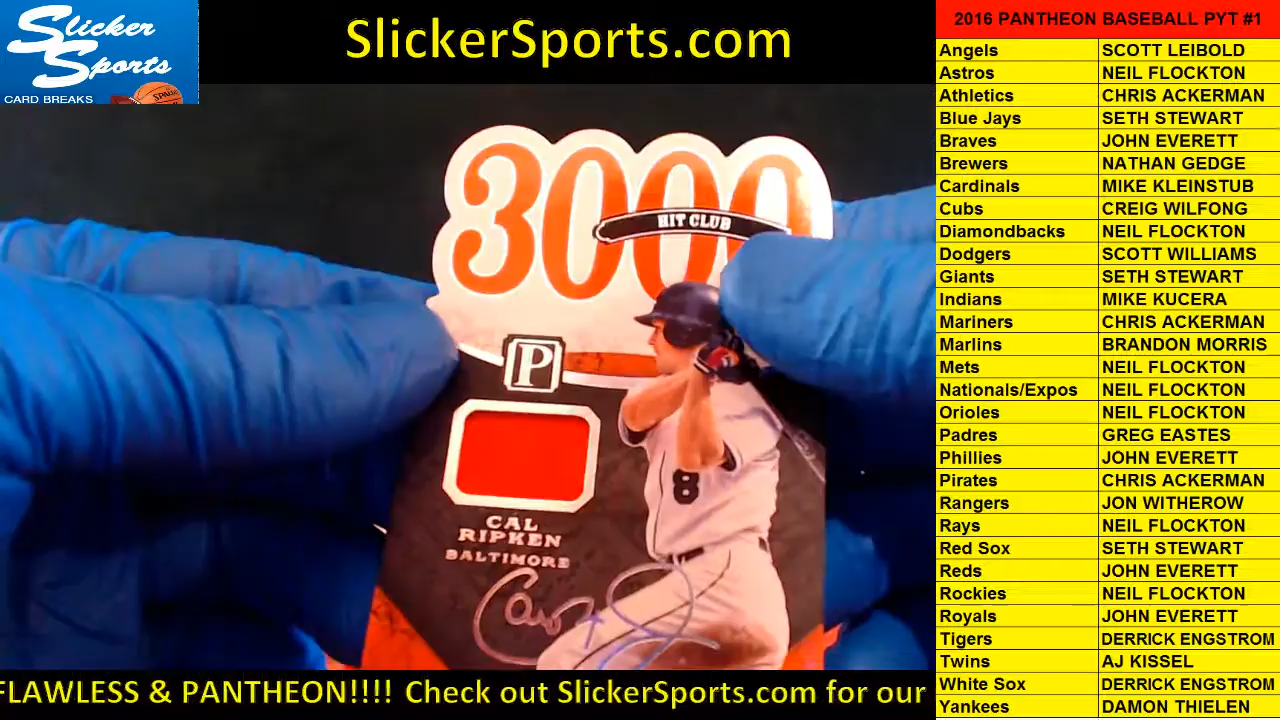 Slicker
Sports
CARD BREAKS
SPALDING
SlickerSports.com
3000
HIT CLUB
P
8
CAL
RIPKEN
BALTIMORE
FLAWLESS & PANTHEON!!!! Check out SlickerSports.com for our
2016 PANTHEON BASEBALL PYT #1
Angels SCOTT LEIBOLD
Astros NEIL FLOCKTON
Athletics CHRIS ACKERMAN
Blue Jays SETH STEWART
Braves JOHN EVERETT
Brewers NATHAN GEDGE
Cardinals MIKE KLEINSTUB
Cubs CREIG WILFONG
Diamondbacks NEIL FLOCKTON
Dodgers SCOTT WILLIAMS
Giants SETH STEWART
Indians MIKE KUCERA
Mariners CHRIS ACKERMAN
Marlins BRANDON MORRIS
Mets NEIL FLOCKTON
Nationals/Expos NEIL FLOCKTON
Orioles NEIL FLOCKTON
Padres GREG EASTES
Phillies JOHN EVERETT
Pirates CHRIS ACKERMAN
Rangers JON WITHEROW
Rays NEIL FLOCKTON
Red Sox SETH STEWART
Reds JOHN EVERETT
Rockies NEIL FLOCKTON
Royals JOHN EVERETT
Tigers DERRICK ENGSTROM
Twins AJ KISSEL
White Sox DERRICK ENGSTROM
Yankees DAMON THIELEN